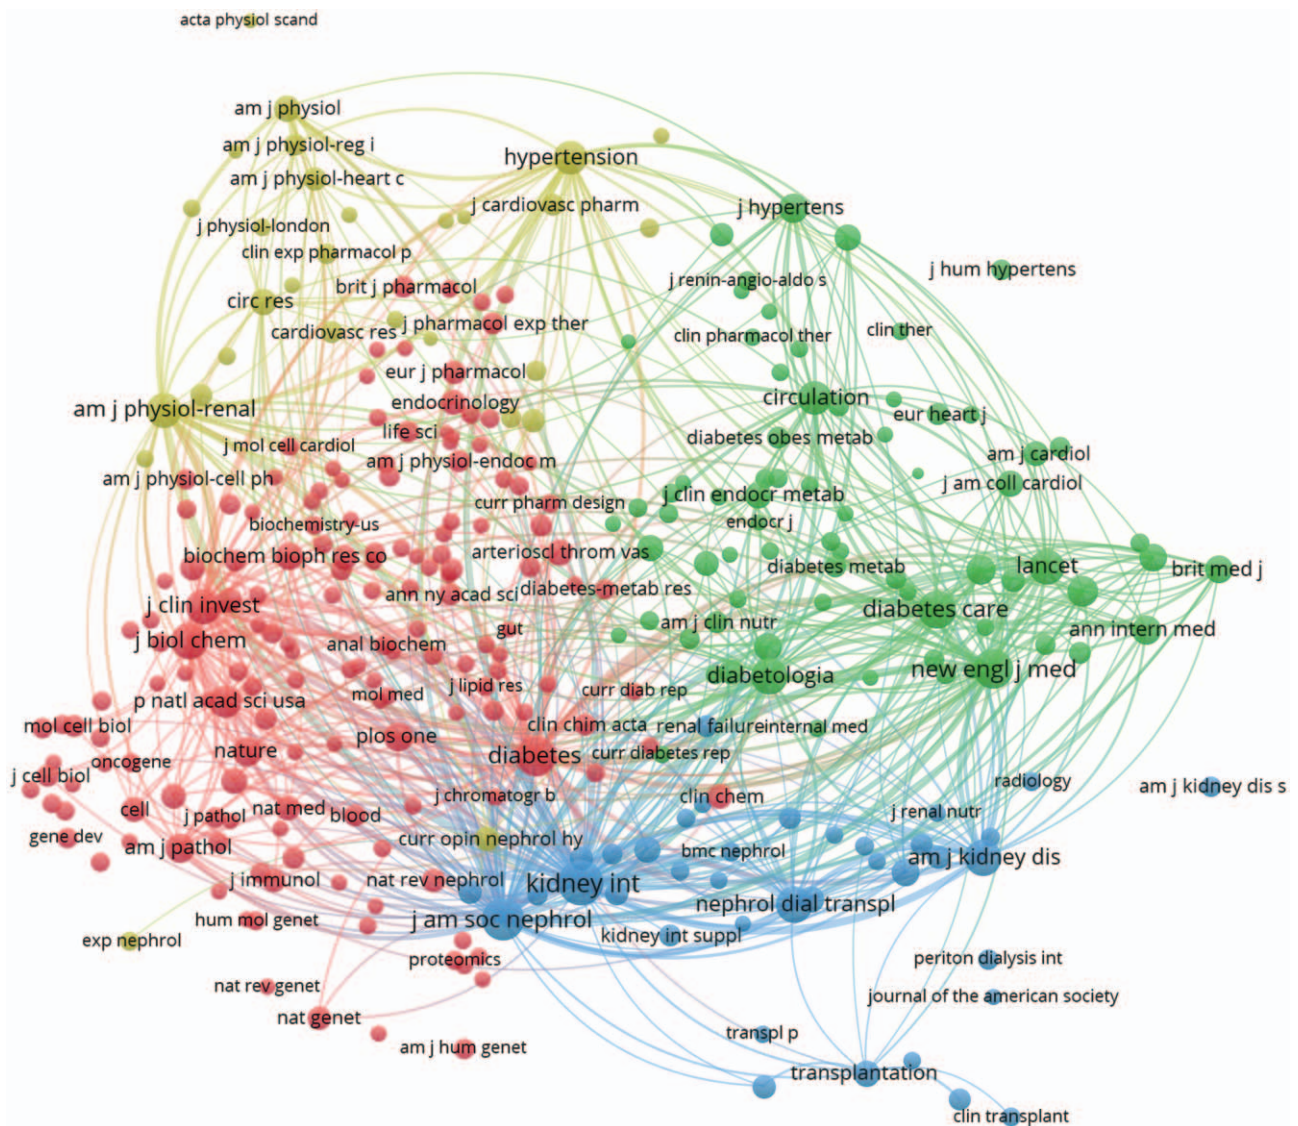 acta physiol scand
am j physiol
am j physiol-reg i
hypertension
am j physiol-heart c
j cardiovasc pharm
j hypertens
j physiol-london
clin exp pharmacol p
j hum hypertens
j renin-angio-aldo s
brit j pharmacol
circ res
cardiovasc res
j pharmacol exp ther
clin pharmacol ther
clin ther
eur j pharmacol
circulation
endocrinology
am j physiol-renal
eur heart j
life sci
diabetes obes metab
j mol cell cardiol
am j cardiol
am j physiol-endoc m
am j physiol-cell ph
j am coll cardiol
j clin endocr metab
curr pharm design
endocr j
biochemistry-us
biochem bioph res co
arterioscl throm vas
diabetes metab
lancet
brit med j
diabetes-metab res
ann ny acad sci
j clin invest
diabetes care
am j clin nutr
gut
ann intern med
j biol chem
anal biochem
new engl j med
diabetologia
j lipid res
curr diab rep
mol med
p natl acad sci usa
mol cell biol
clin chim acta
renal failure
internal med
plos one
nature
diabetes
curr diabetes rep
oncogene
j cell biol
radiology
am j kidney dis s
j chromatogr b
clin chem
cell
nat med
blood
j pathol
j renal nutr
gene dev
curr opin nephrol hy
am j pathol
bmc nephrol
am j kidney dis
j immunol
nat rev nephrol
kidney int
nephrol dial transpl
hum mol genet
j am soc nephrol
kidney int suppl
exp nephrol
proteomics
periton dialysis int
nat rev genet
journal of the american society
nat genet
transpl p
am j hum genet
transplantation
clin transplant